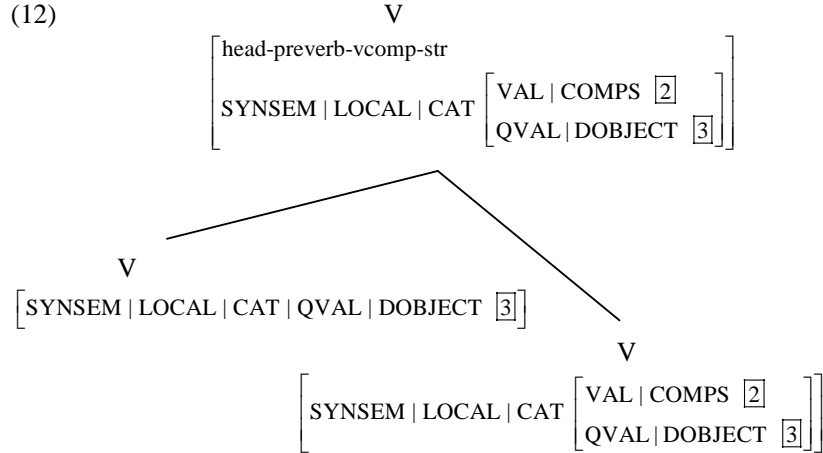 (12) V
head-preverb-vcomp-str
SYNSEM | LOCAL | CAT VAL | COMPS 2
QVAL | DOBJECT 3
V
SYNSEM | LOCAL | CAT | QVAL | DOBJECT 3
V
SYNSEM | LOCAL | CAT VAL | COMPS 2
QVAL | DOBJECT 3